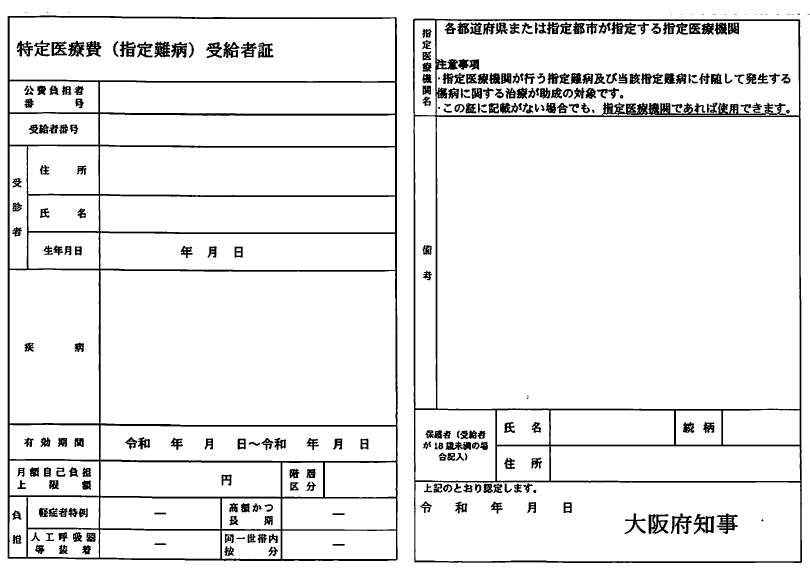 特定医療費（指定難病）受給者証
公費負担者
番　　号
受給者番号
受診者
住　　所
氏　　名
生年月日
年　月　日
疾　　病
有効期間
令和　年　月　日～令和　年　月　日
月額自己負担
上　限　額
円
階層
区分
負担
軽症者特例
―
高額かつ
長　　期
―
人工呼吸器
等　装　着
―
同一世帯内
按　　分
―
指定医療機関名
各都道府県または指定都市が指定する指定医療機関
注意事項
・指定医療機関が行う指定難病及び当該指定難病に付随して発生する
傷病に関する治療が助成の対象です。
・この証に記載がない場合でも、指定医療機関であれば使用できます。
備考
保護者（受給者
が18歳未満の場
合記入）
氏　名
続　柄
住　所
上記のとおり認定します。
令　和　年　月　日
大阪府知事